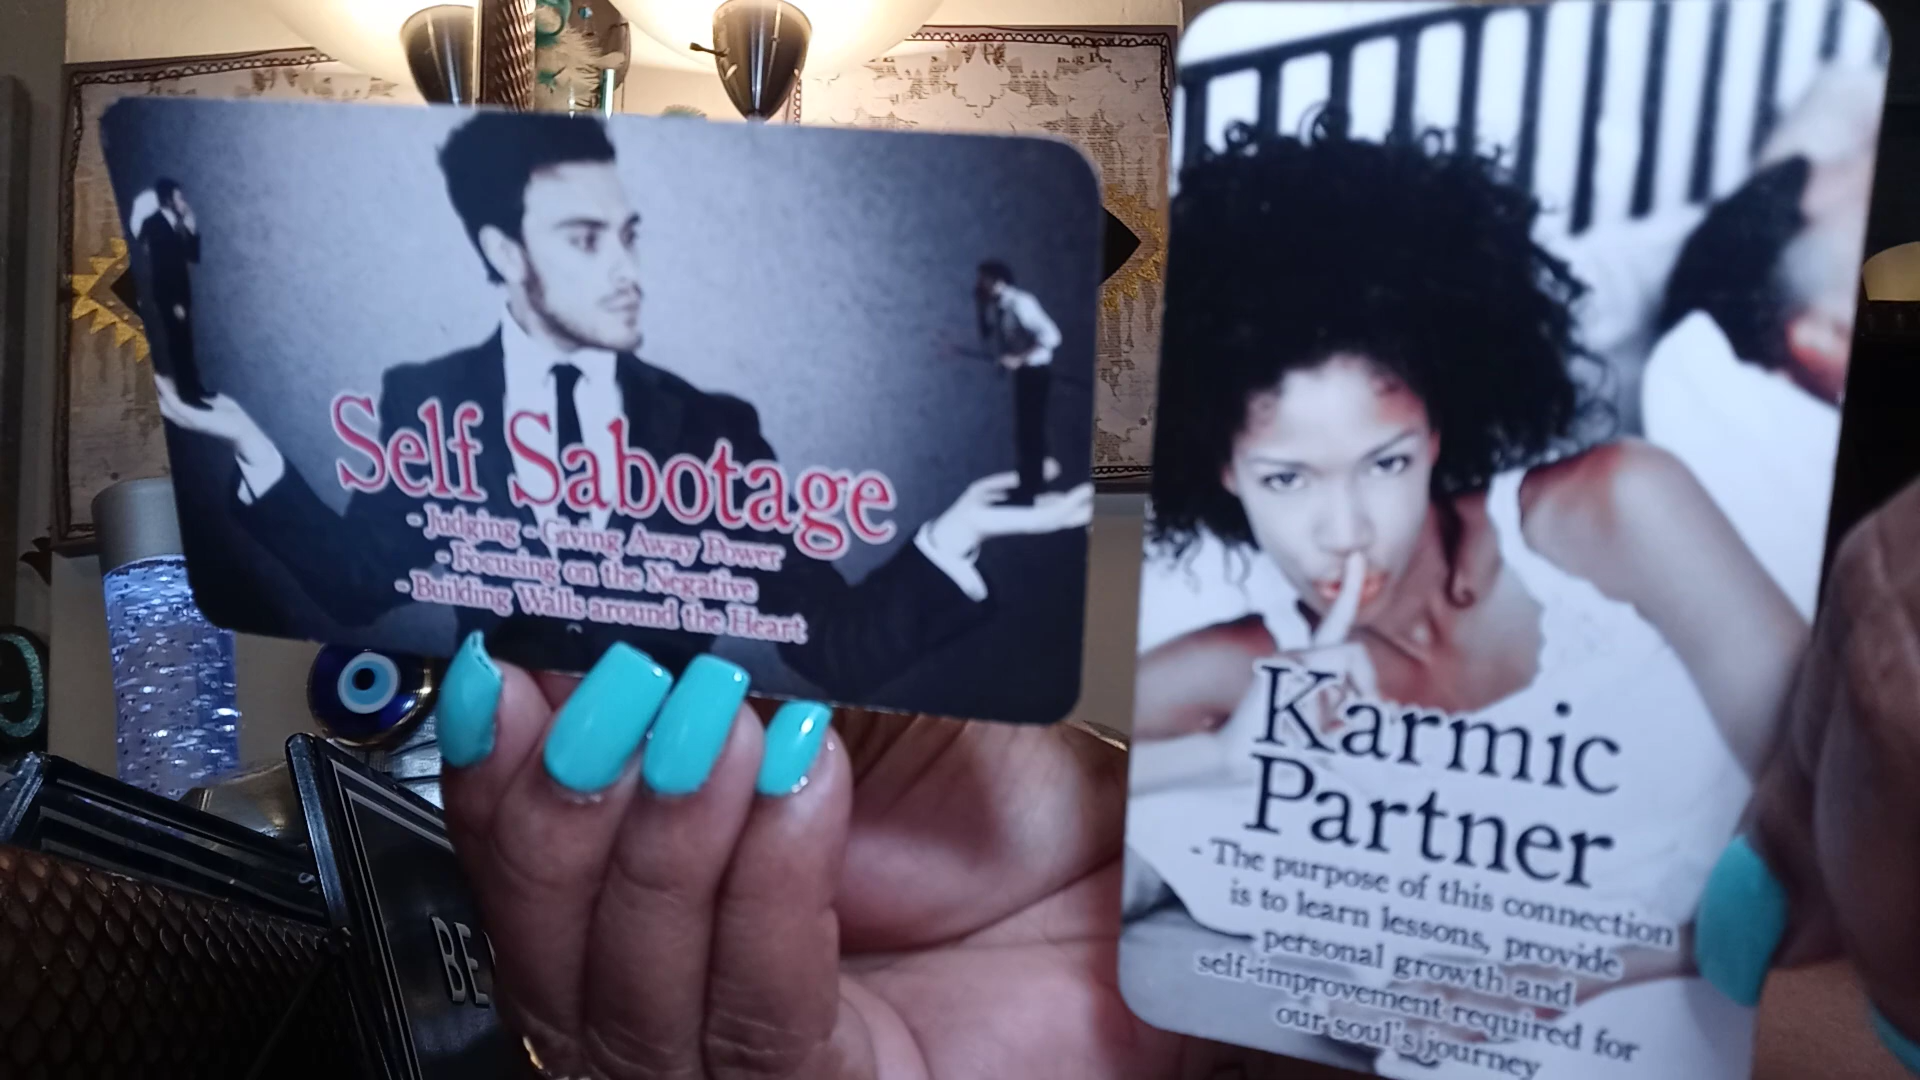 Self Sabotage
- Judging - Giving Away Power
- Focusing on the Negative
- Building Walls around the Heart
Karmic
Partner
- The purpose of this connection
is to learn lessons, provide
personal growth and
self-improvement required for
our soul's journey
BE